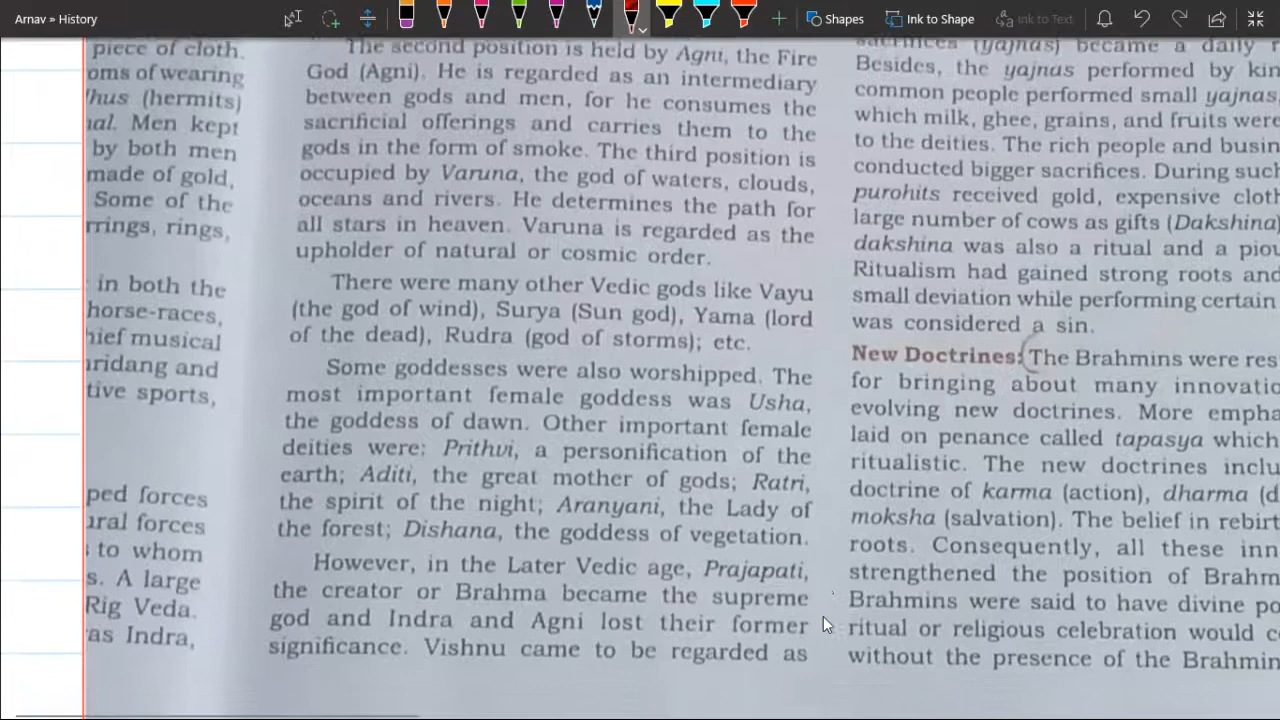 Arnav » History
Shapes
Ink to Shape
Ink to Text
piece of cloth.
oms of wearing
hus (hermits)
ual. Men kept
by both men
made of gold,
Some of the
rrings, rings,
in both the
horse-races,
hief musical
ridang and
tive sports,
ped forces
ural forces
to whom
s. A large
Rig Veda.
as Indra,
The second position is held by Agni, the Fire
God (Agni). He is regarded as an intermediary
between gods and men, for he consumes the
sacrificial offerings and carries them to the
gods in the form of smoke. The third position is
occupied by Varuna, the god of waters, clouds,
oceans and rivers. He determines the path for
all stars in heaven. Varuna is regarded as the
upholder of natural or cosmic order.
There were many other Vedic gods like Vayu
(the god of wind), Surya (Sun god), Yama (lord
of the dead), Rudra (god of storms); etc.
Some goddesses were also worshipped. The
most important female goddess was Usha,
the goddess of dawn. Other important female
deities were: Prithvi, a personification of the
earth; Aditi, the great mother of gods; Ratri,
the spirit of the night; Aranyani, the Lady of
the forest; Dishana, the goddess of vegetation.
However, in the Later Vedic age, Prajapati,
the creator or Brahma became the supreme
god and Indra and Agni lost their former
significance. Vishnu came to be regarded as
sacrifices (yajnas) became a daily
Besides, the yajnas performed by kin
common people performed small yajnas,
which milk, ghee, grains, and fruits were
to the deities. The rich people and busin
conducted bigger sacrifices. During such
purohits received gold, expensive cloth
large number of cows as gifts (Dakshina)
dakshina was also a ritual and a piou
Ritualism had gained strong roots and
small deviation while performing certain
was considered a sin.
New Doctrines: The Brahmins were res
for bringing about many innovatio
evolving new doctrines. More empha
laid on penance called tapasya which
ritualistic. The new doctrines inclu
doctrine of karma (action), dharma (d
moksha (salvation). The belief in rebirt
roots. Consequently, all these inn
strengthened the position of Brahm
Brahmins were said to have divine po
ritual or religious celebration would c
without the presence of the Brahmin